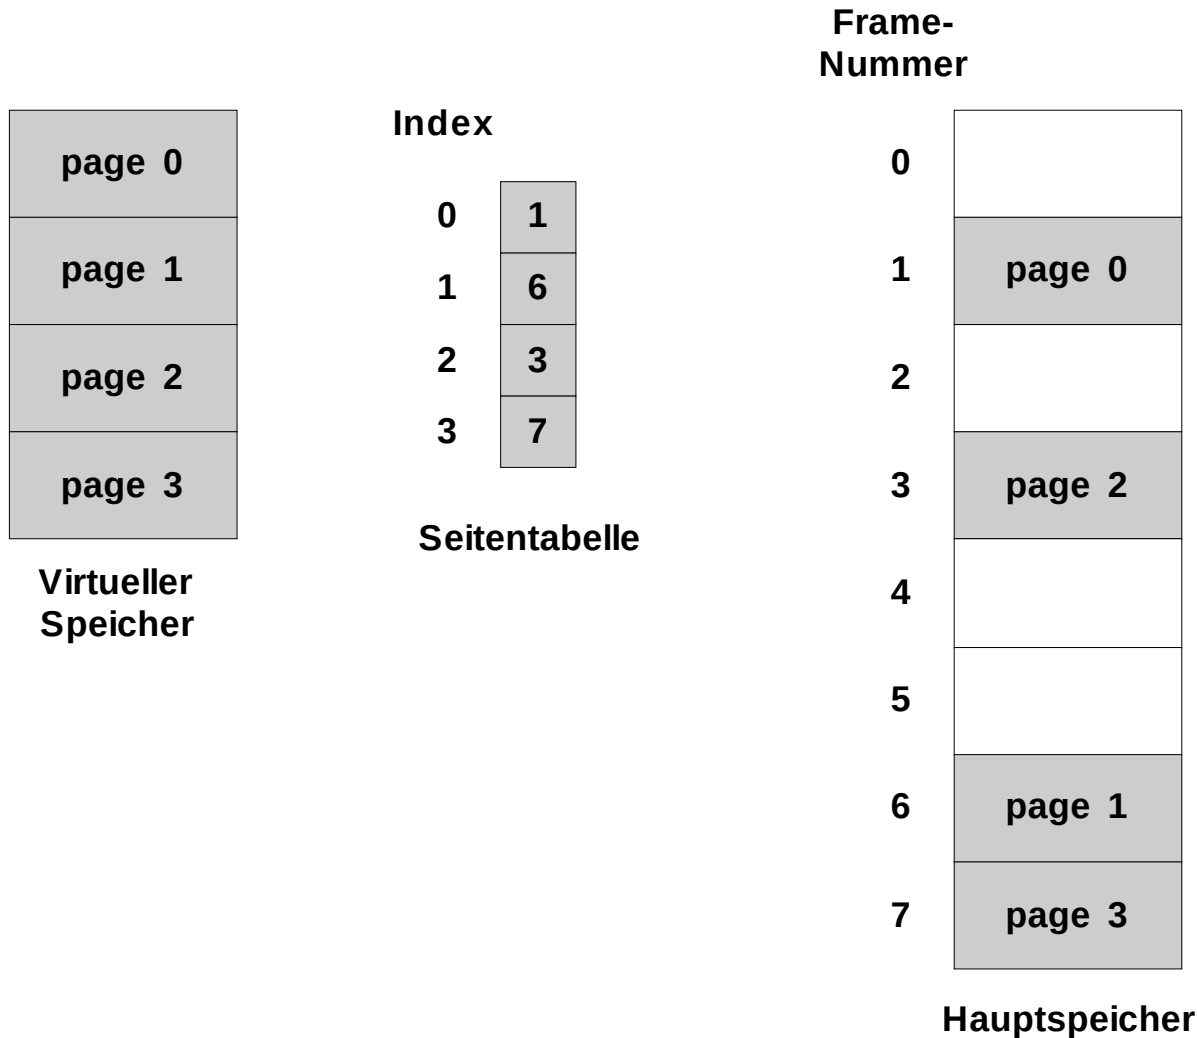 Frame-
Nummer
page 0
page 1
page 2
page 3
Virtueller
Speicher
Index
0 1
1 6
2 3
3 7
Seitentabelle
0
1 page 0
2
3 page 2
4
5
6 page 1
7 page 3
Hauptspeicher